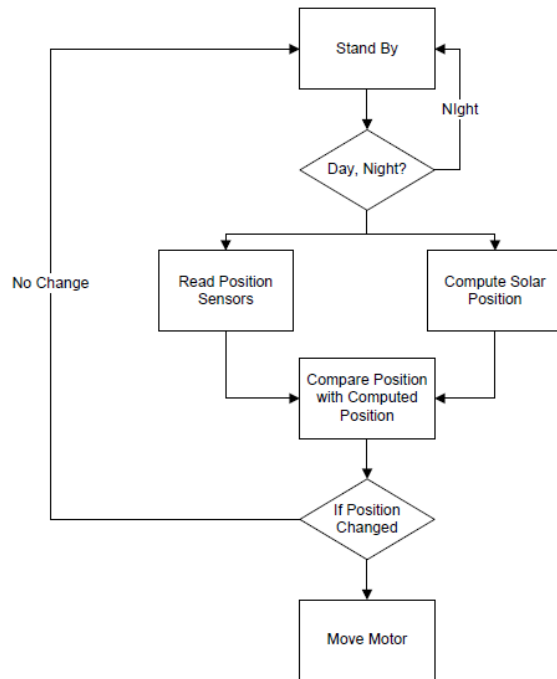 Stand By
NIght
Day, Night?
No Change
Read Position
Sensors
Compute Solar
Position
Compare Position
with Computed
Position
If Position
Changed
Move Motor